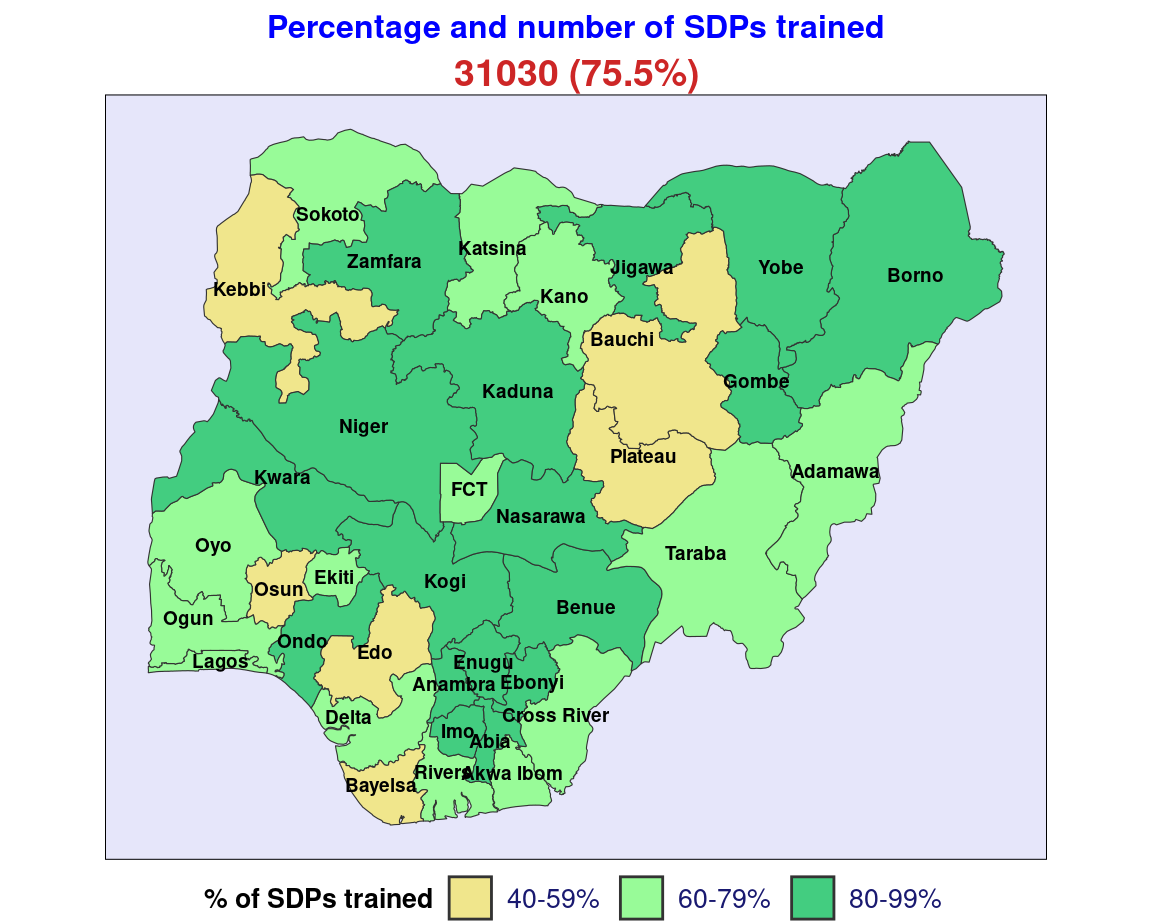 Percentage and number of SDPs trained
31030 (75.5%)
Sokoto
Katsina
Zamfara
Jigawa
Yobe
Borno
Kebbi
Kano
Bauchi
Gombe
Kaduna
Niger
Plateau
Adamawa
Kwara
FCT
Nasarawa
Oyo
Taraba
Ekiti
Kogi
Osun
Benue
Ogun
Ondo
Edo
Lagos
Enugu
Anambra
Ebonyi
Delta
Cross River
Imo
Abia
Rivers
Akwa Ibom
Bayelsa
% of SDPs trained 40-59% 60-79% 80-99%